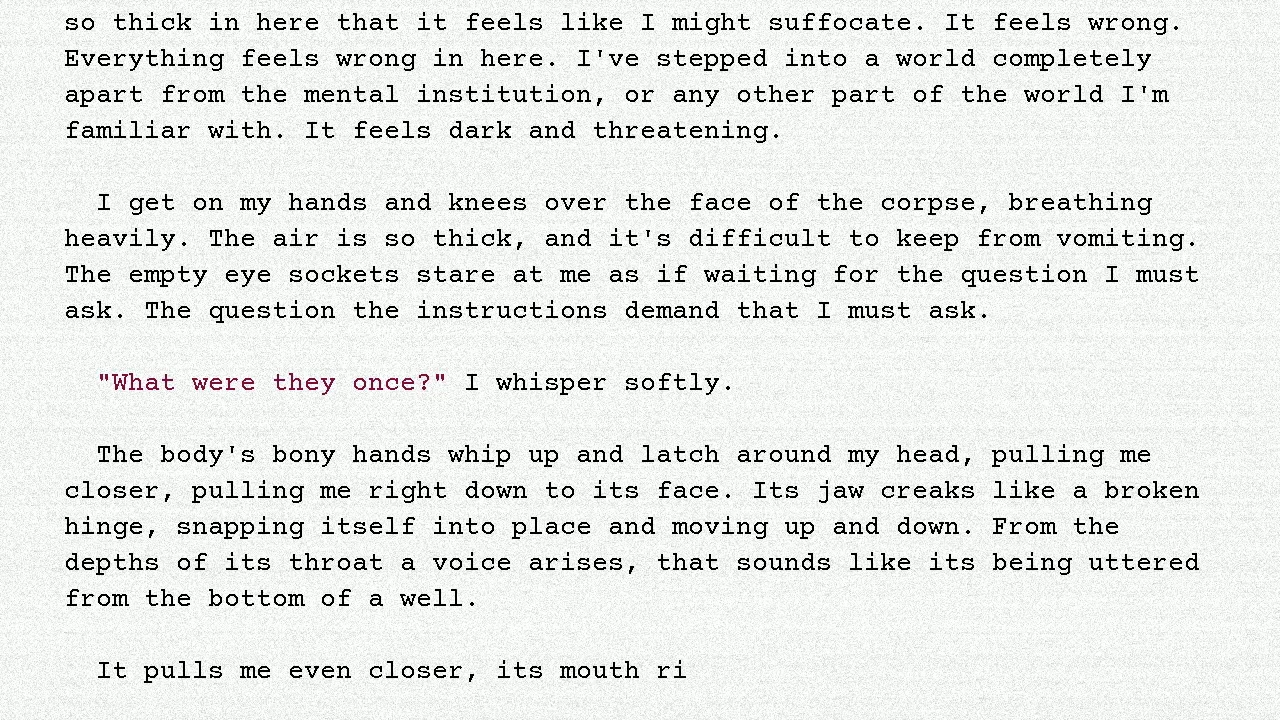 so thick in here that it feels like I might suffocate. It feels wrong.
Everything feels wrong in here. I've stepped into a world completely
apart from the mental institution, or any other part of the world I'm
familiar with. It feels dark and threatening.
I get on my hands and knees over the face of the corpse, breathing
heavily. The air is so thick, and it's difficult to keep from vomiting.
The empty eye sockets stare at me as if waiting for the question I must
ask. The question the instructions demand that I must ask.
"What were they once?" I whisper softly.
The body's bony hands whip up and latch around my head, pulling me
closer, pulling me right down to its face. Its jaw creaks like a broken
hinge, snapping itself into place and moving up and down. From the
depths of its throat a voice arises, that sounds like its being uttered
from the bottom of a well.
It pulls me even closer, its mouth ri